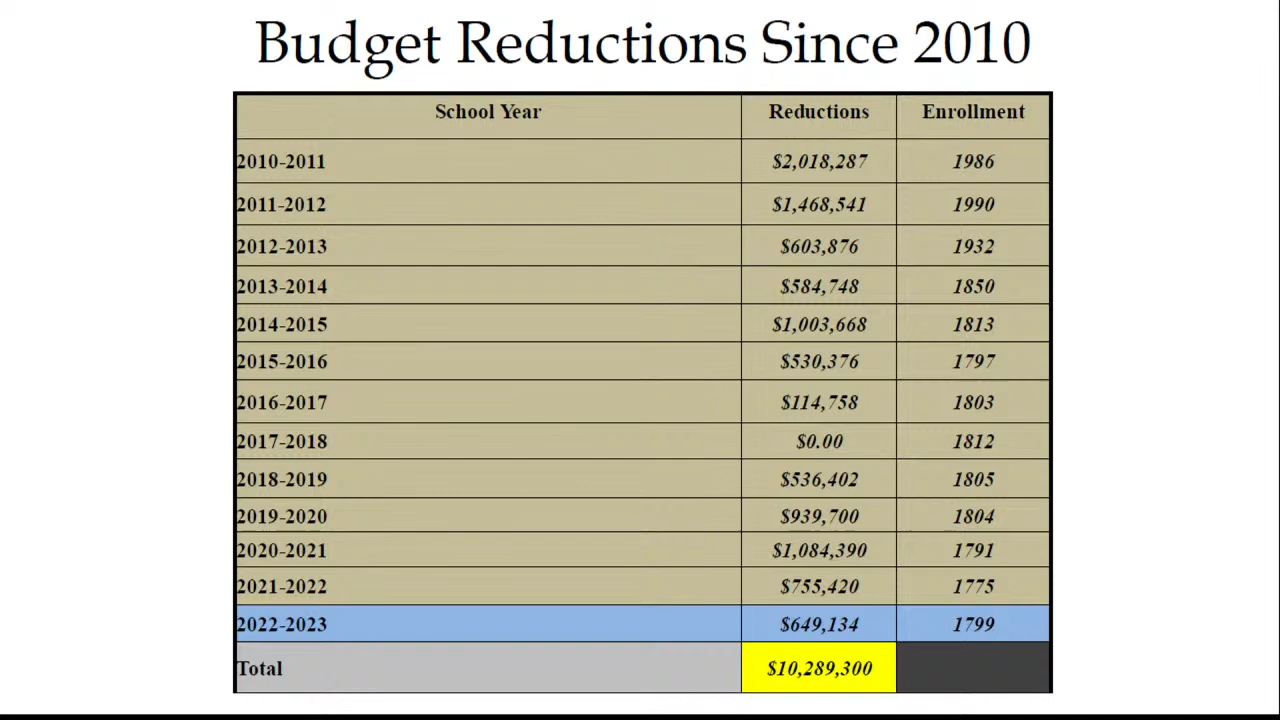 Budget Reductions Since 2010
School Year Reductions Enrollment
2010-2011 $2,018,287 1986
2011-2012 $1,468,541 1990
2012-2013 $603,876 1932
2013-2014 $584,748 1850
2014-2015 $1,003,668 1813
2015-2016 $530,376 1797
2016-2017 $114,758 1803
2017-2018 $0.00 1812
2018-2019 $536,402 1805
2019-2020 $939,700 1804
2020-2021 $1,084,390 1791
2021-2022 $755,420 1775
2022-2023 $649,134 1799
Total $10,289,300